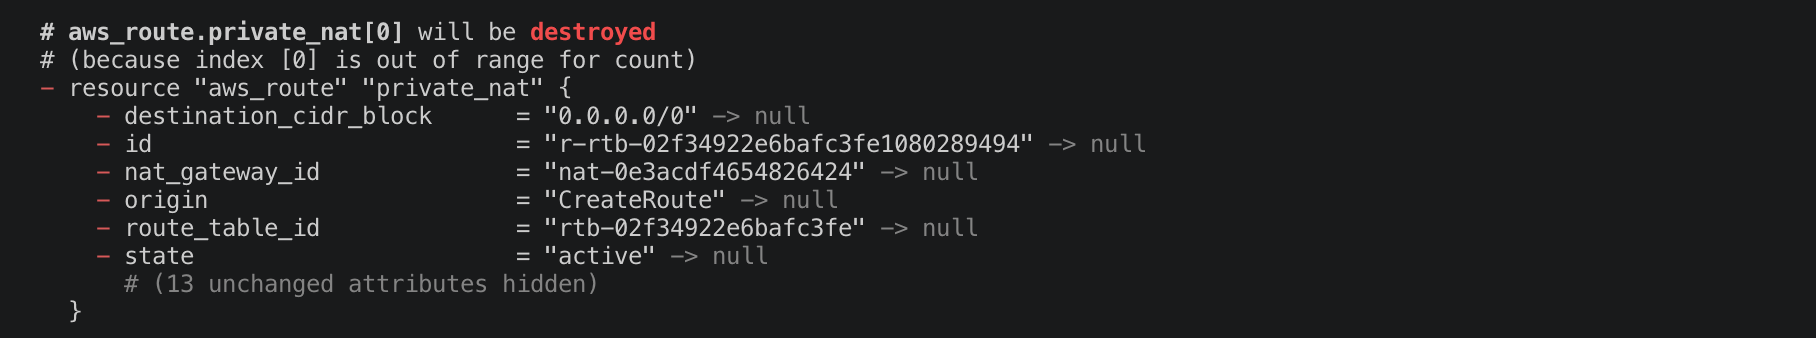 # aws_route.private_nat[0] will be destroyed
# (because index [0] is out of range for count)
- resource "aws_route" "private_nat" {
- destination_cidr_block = "0.0.0.0/0" -> null
- id = "r-rtb-02f34922e6bafc3fe1080289494" -> null
- nat_gateway_id = "nat-0e3acdf4654826424" -> null
- origin = "CreateRoute" -> null
- route_table_id = "rtb-02f34922e6bafc3fe" -> null
- state = "active" -> null
# (13 unchanged attributes hidden)
}